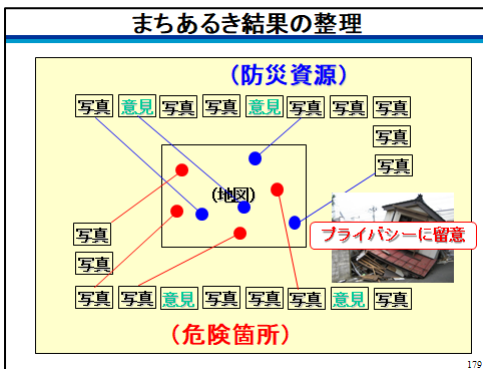 まちあるき結果の整理
（防災資源）
写真 意見 写真 写真 意見 写真 写真 写真
写真
写真
（地図）
プライバシーに留意
写真
写真
写真 写真 意見 写真 写真 写真 意見 写真
（危険箇所）
179